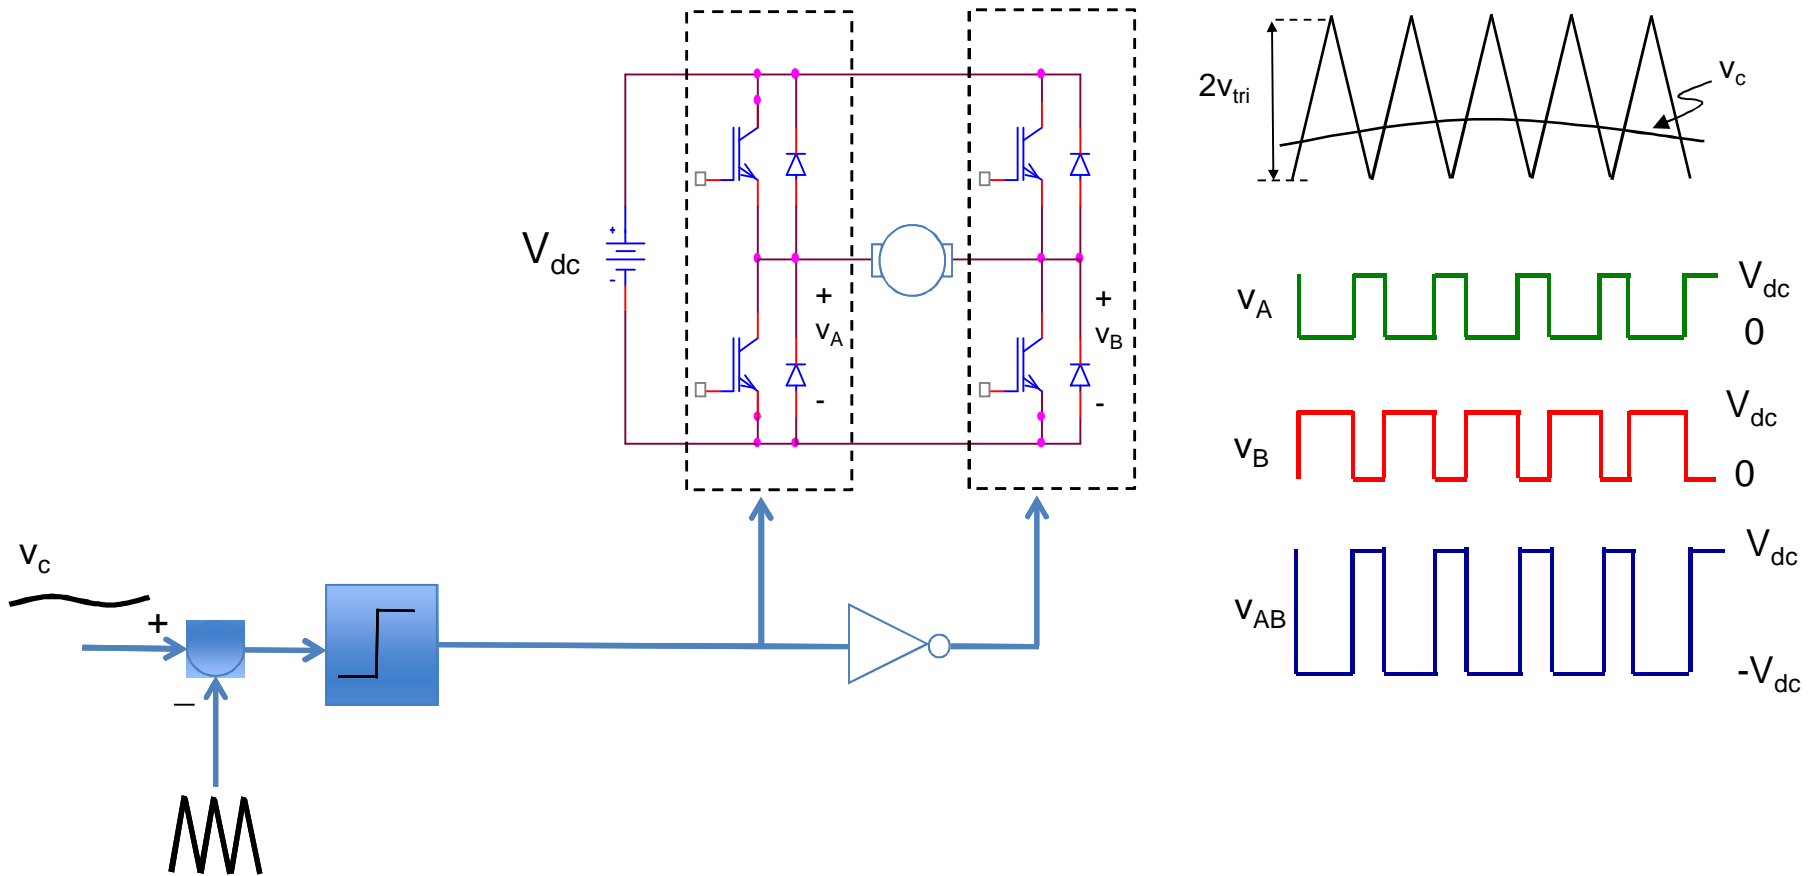 V_dc
+
-
+
v_A
-
+
v_B
-
v_c
+
−
2v_tri
v_c
v_A
V_dc
0
v_B
V_dc
0
v_AB
V_dc
-V_dc